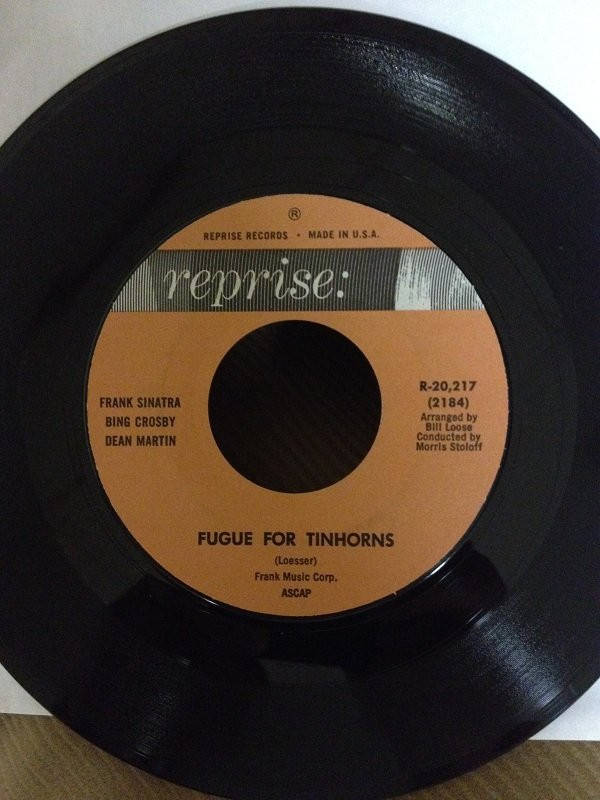 ®
REPRISE RECORDS • MADE IN U.S.A.
reprise:
FRANK SINATRA
BING CROSBY
DEAN MARTIN
R-20,217
(2184)
Arranged by
Bill Loose
Conducted by
Morris Stoloff
FUGUE FOR TINHORNS
(Loesser)
Frank Music Corp.
ASCAP